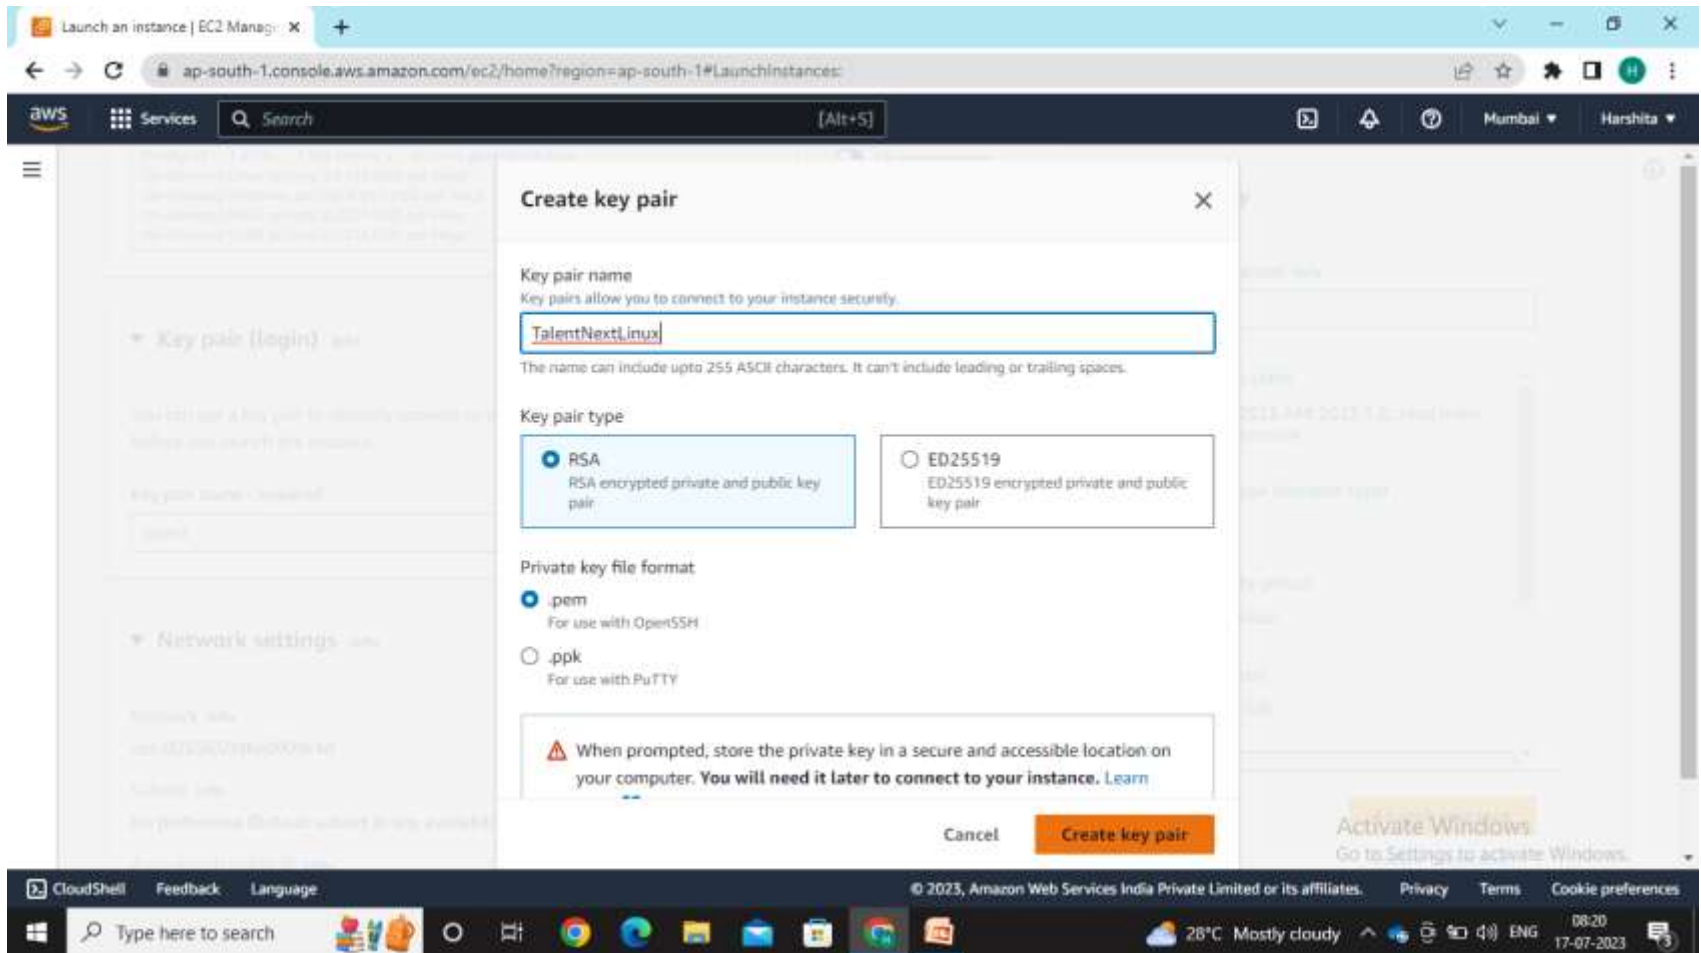 Launch an instance | EC2 Manag
ap-south-1.console.aws.amazon.com/ec2/home?region=ap-south-1#LaunchInstances:
aws
Services
Search
[Alt+S]
Mumbai
Harshita
Create key pair
Key pair name
Key pairs allow you to connect to your instance securely.
TalentNextLinux
The name can include upto 255 ASCII characters. It can't include leading or trailing spaces.
Key pair (login)
Key pair type
RSA
RSA encrypted private and public key
pair
ED25519
ED25519 encrypted private and public
key pair
Private key file format
.pem
For use with OpenSSH
.ppk
For use with PuTTY
Network settings
When prompted, store the private key in a secure and accessible location on
your computer. You will need it later to connect to your instance. Learn
Cancel
Create key pair
Activate Windows
Go to Settings to activate Windows.
CloudShell
Feedback
Language
© 2023, Amazon Web Services India Private Limited or its affiliates.
Privacy
Terms
Cookie preferences
Type here to search
28°C Mostly cloudy
ENG
08:20
17-07-2023
3